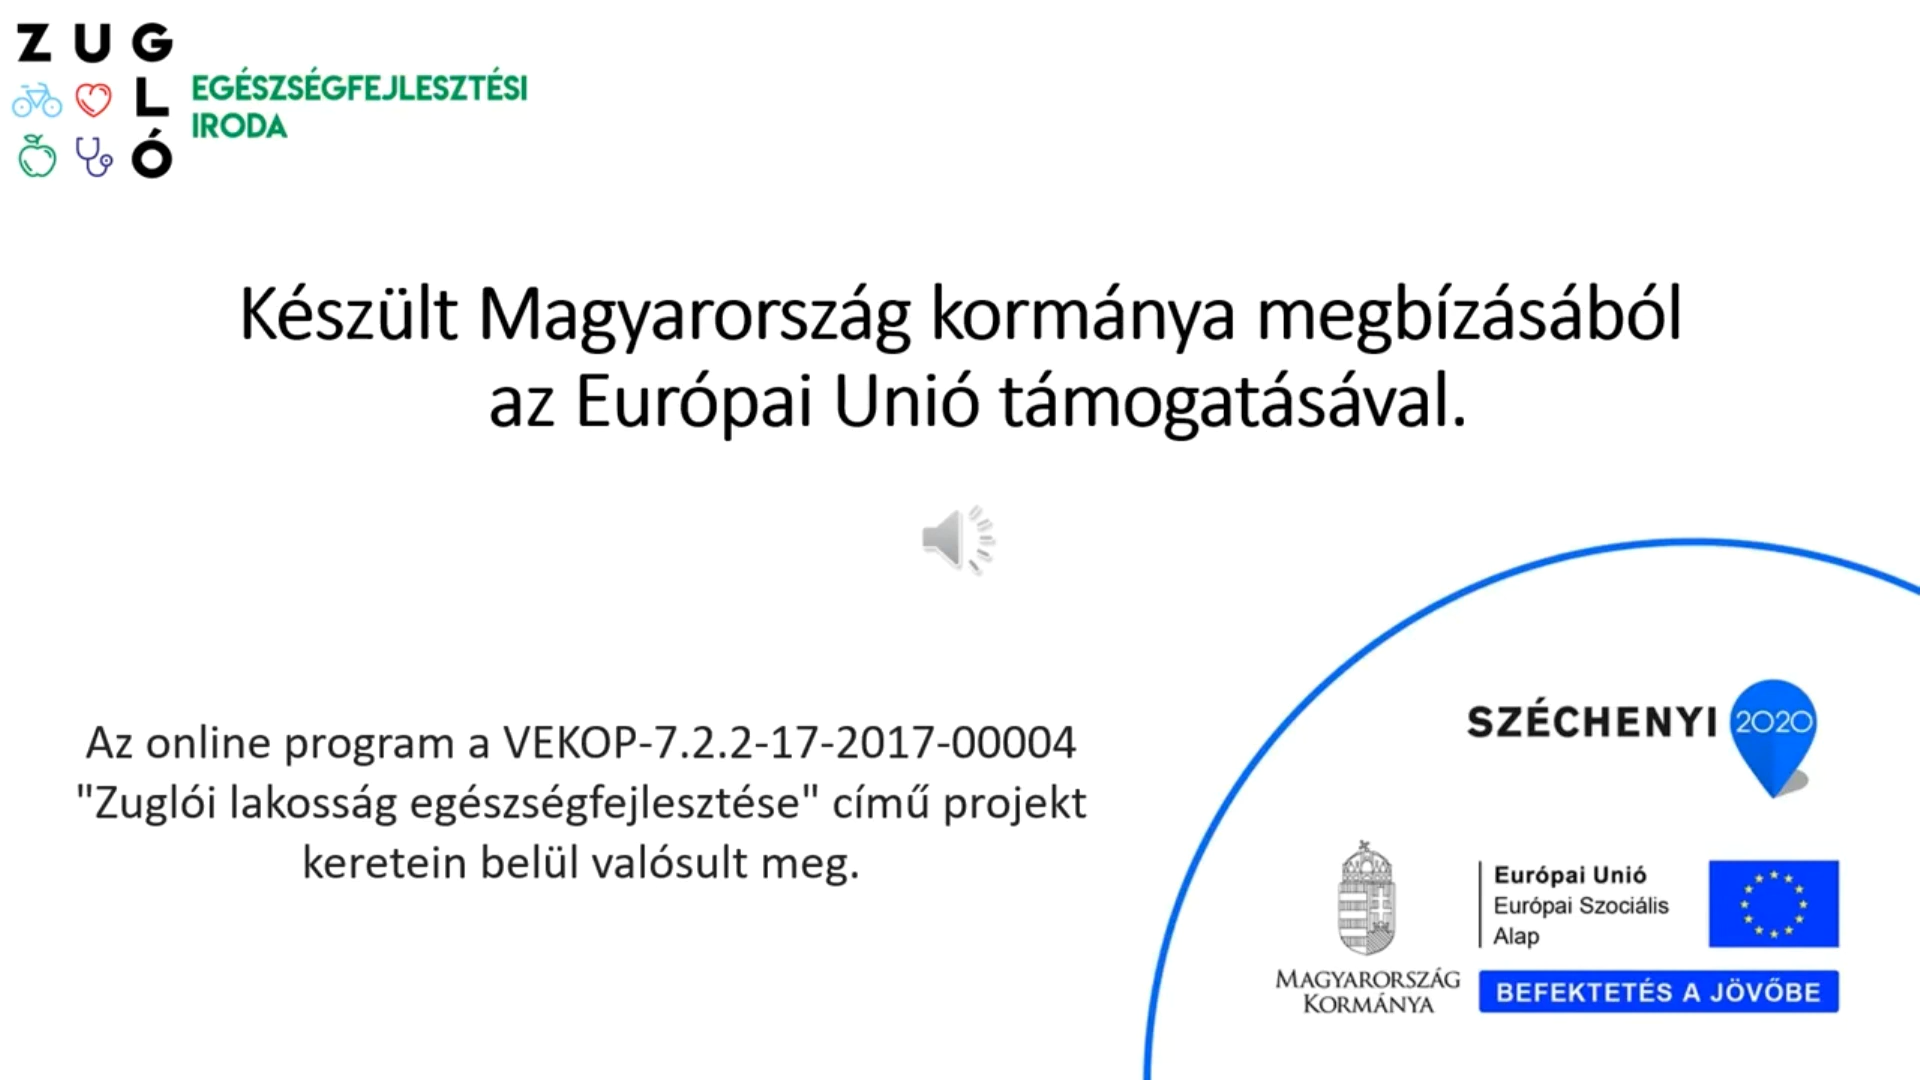 ZUG
L
Ó
EGÉSZSÉGFEJLESZTÉSI
IRODA
Készült Magyarország kormánya megbízásából
az Európai Unió támogatásával.
Az online program a VEKOP-7.2.2-17-2017-00004
"Zuglói lakosság egészségfejlesztése" című projekt
keretein belül valósult meg.
SZÉCHENYI 2020
MAGYARORSZÁG
KORMÁNYA
Európai Unió
Európai Szociális
Alap
BEFEKTETÉS A JÖVŐBE